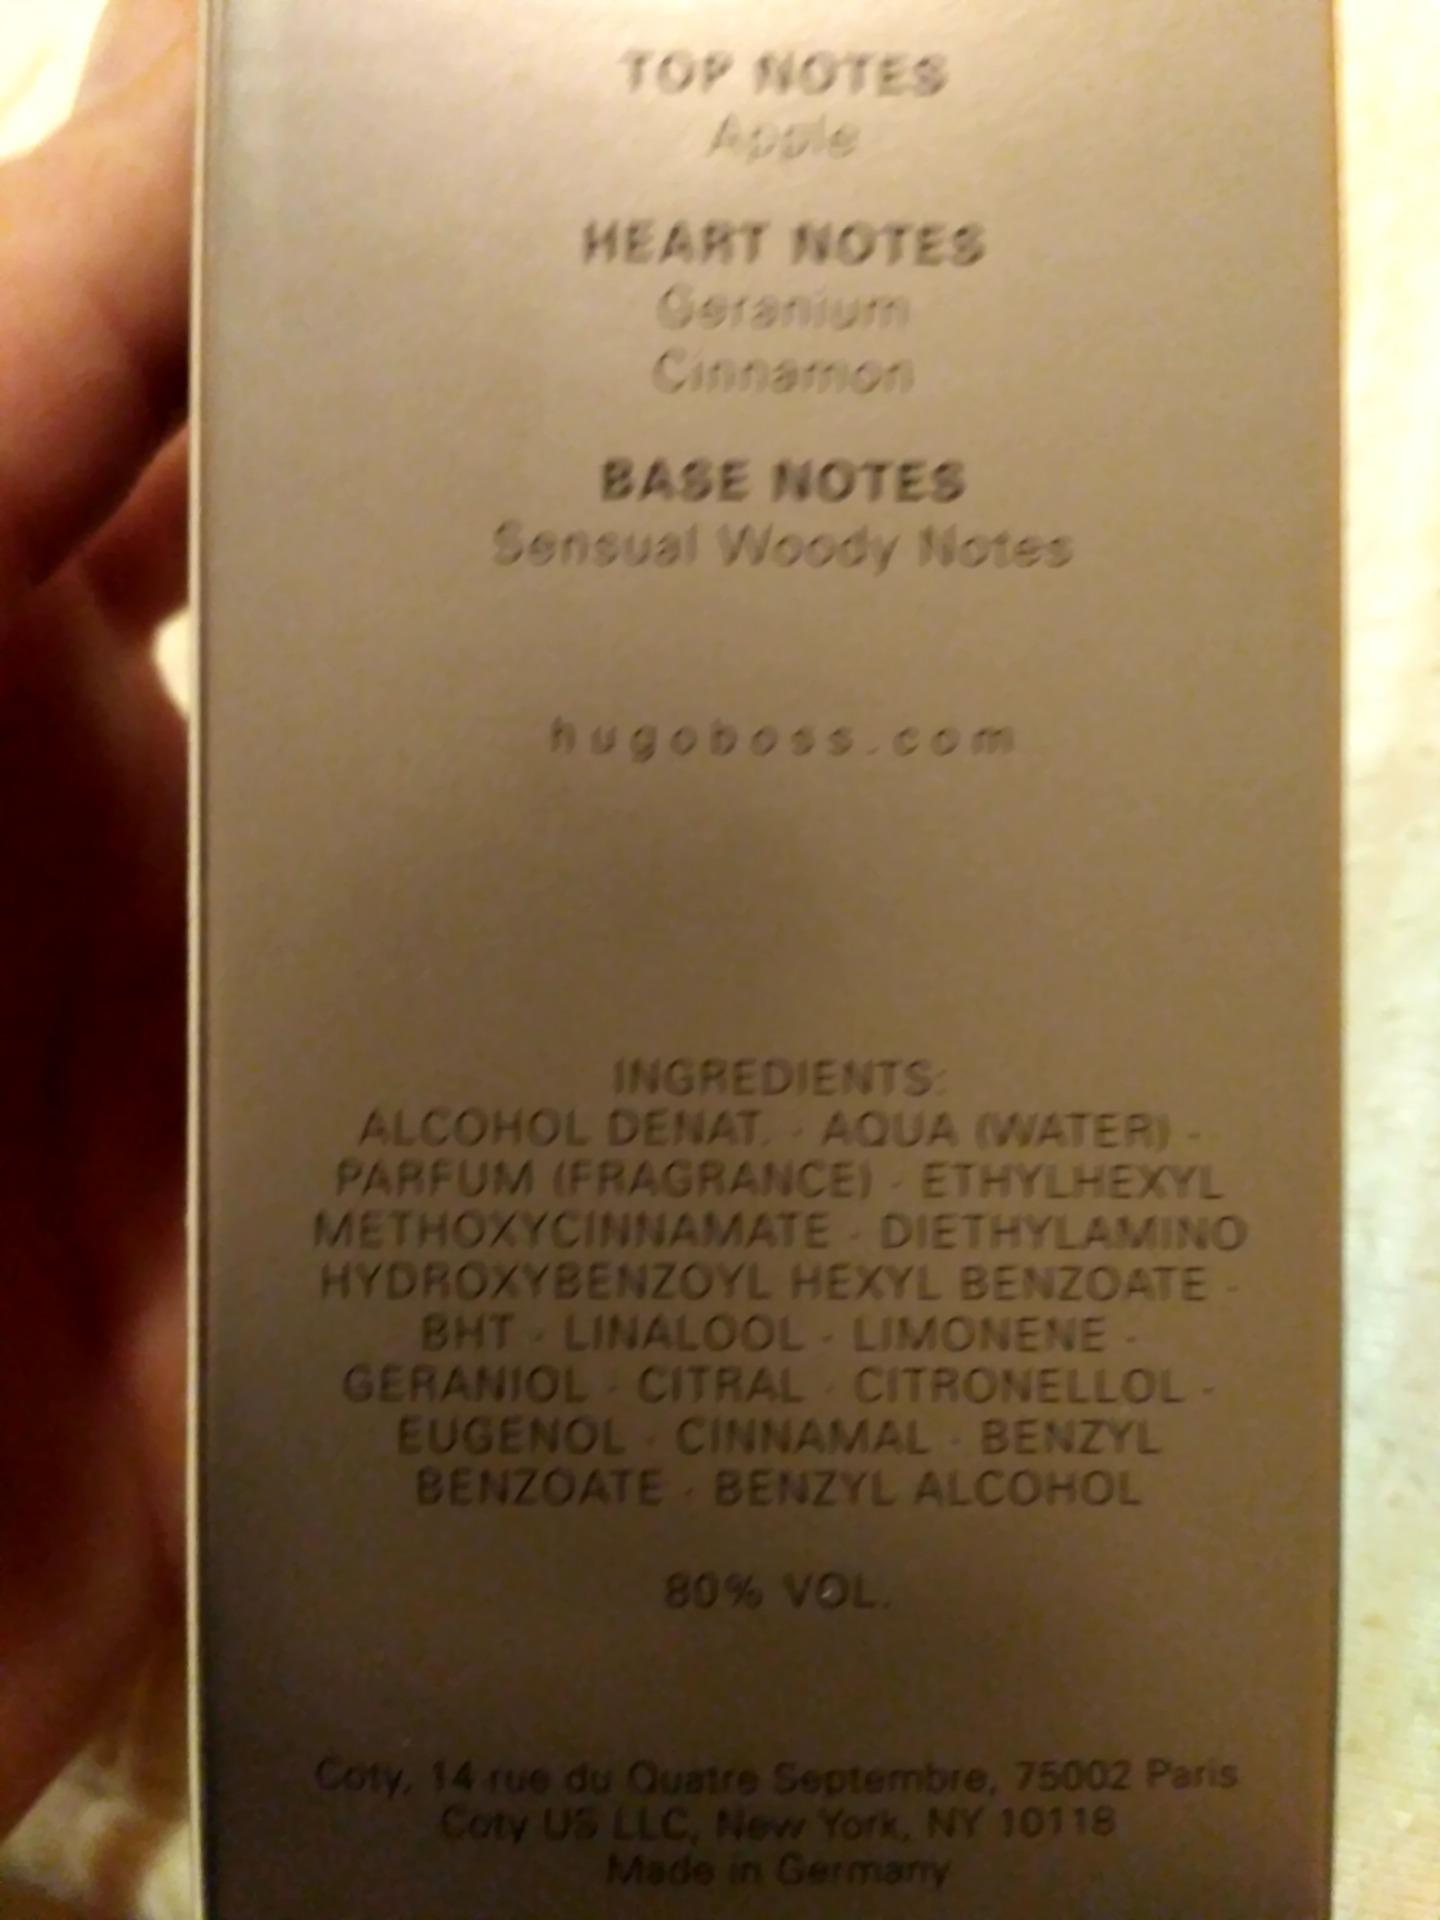 TOP NOTES
Apple
HEART NOTES
Geranium
Cinnamon
BASE NOTES
Sensual Woody Notes
hugoboss.com
INGREDIENTS:
ALCOHOL DENAT. · AQUA (WATER) ·
PARFUM (FRAGRANCE) · ETHYLHEXYL
METHOXYCINNAMATE · DIETHYLAMINO
HYDROXYBENZOYL HEXYL BENZOATE ·
BHT · LINALOOL · LIMONENE ·
GERANIOL · CITRAL · CITRONELLOL ·
EUGENOL · CINNAMAL · BENZYL
BENZOATE · BENZYL ALCOHOL
80% VOL.
Coty, 14 rue du Quatre Septembre, 75002 Paris
Coty US LLC, New York, NY 10118
Made in Germany